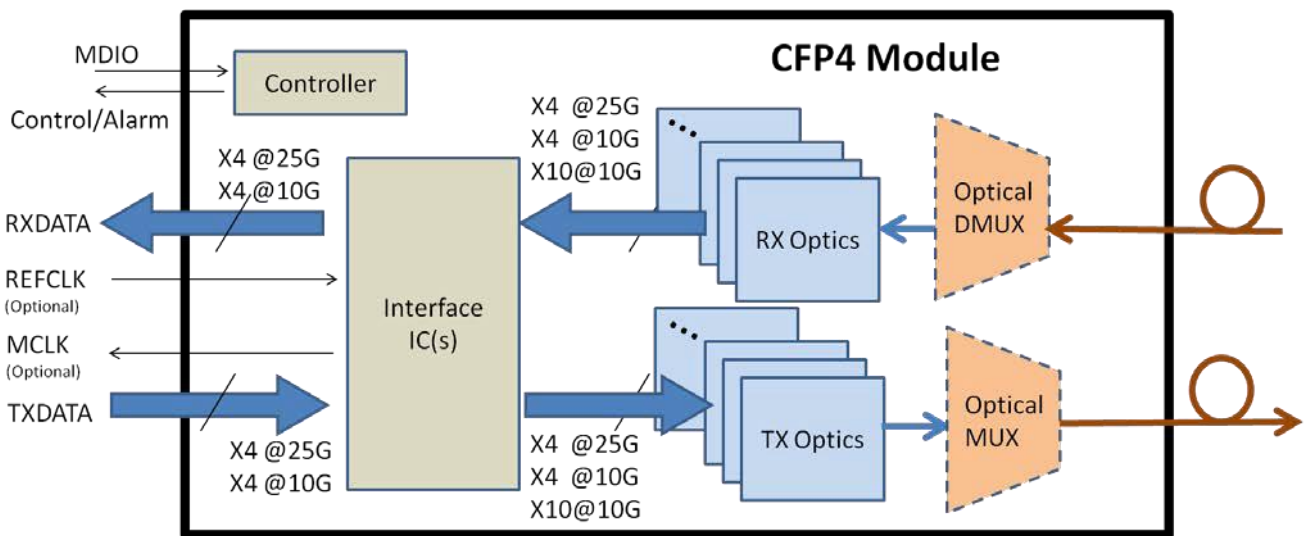 CFP4 Module
MDIO
Controller
Control/Alarm
X4 @25G
X4 @10G
X4 @25G
X4 @10G
X10@10G
RXDATA
RX Optics
Optical
DMUX
REFCLK
(Optional)
Interface
IC(s)
MCLK
(Optional)
TXDATA
X4 @25G
X4 @10G
X4 @25G
X4 @10G
X10@10G
TX Optics
Optical
MUX